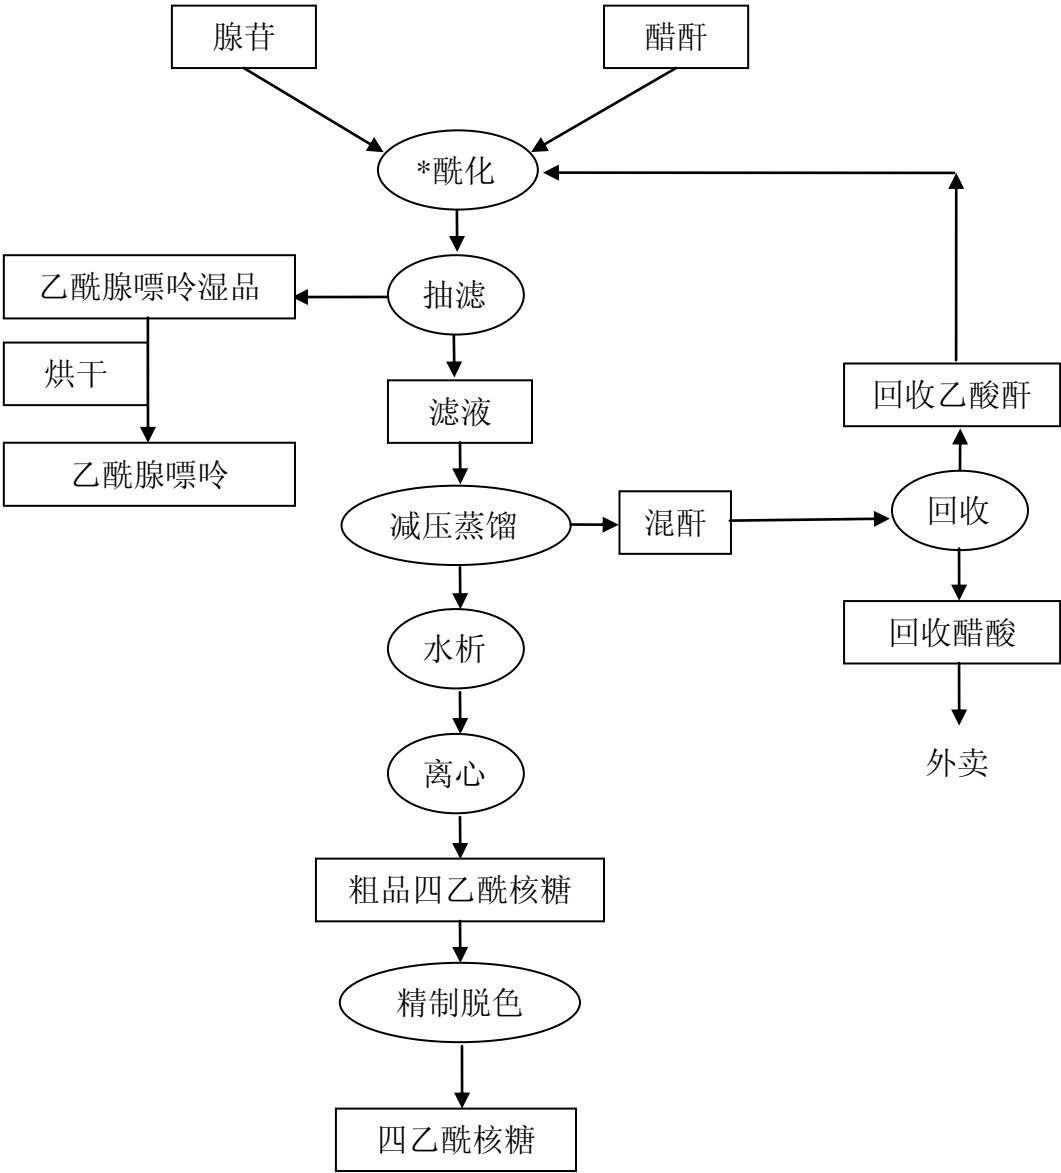 腺苷
醋酐
*酰化
乙酰腺嘌呤湿品
抽滤
烘干
滤液
回收乙酸酐
乙酰腺嘌呤
减压蒸馏
混酐
回收
水析
回收醋酸
离心
外卖
粗品四乙酰核糖
精制脱色
四乙酰核糖